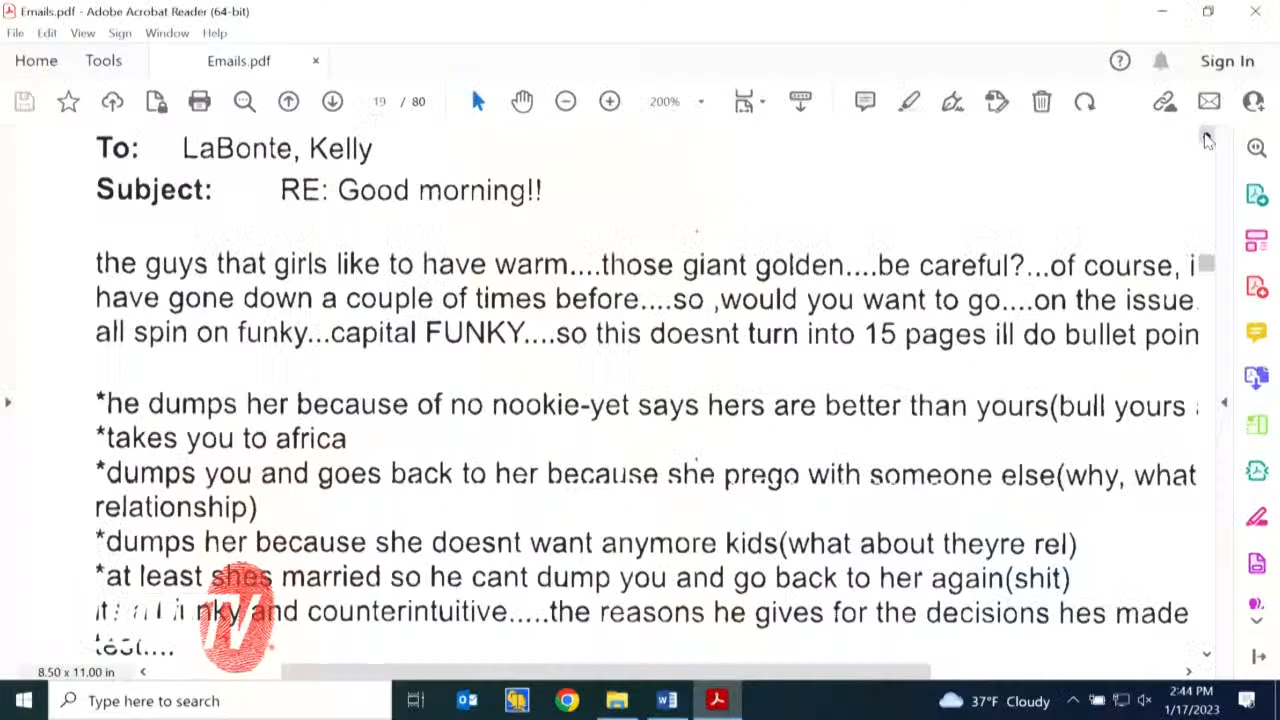 Emails.pdf - Adobe Acrobat Reader (64-bit)
File Edit View Sign Window Help
Home Tools Emails.pdf × Sign In
19 / 80 200%
To: LaBonte, Kelly
Subject: RE: Good morning!!
the guys that girls like to have warm....those giant golden....be careful?...of course, i
have gone down a couple of times before....so ,would you want to go....on the issue
all spin on funky...capital FUNKY....so this doesnt turn into 15 pages ill do bullet poin
*he dumps her because of no nookie-yet says hers are better than yours(bull yours
*takes you to africa
*dumps you and goes back to her because she prego with someone else(why, what
relationship)
*dumps her because she doesnt want anymore kids(what about theyre rel)
*at least shes married so he cant dump you and go back to her again(shit)
and counterintuitive.....the reasons he gives for the decisions hes made
TV
8.50 x 11.00 in
Type here to search
37°F Cloudy
2:44 PM
1/17/2023